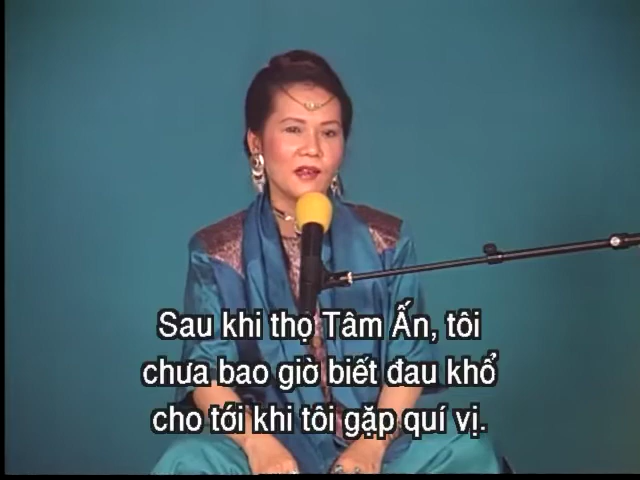 Sau khi thọ Tâm Ấn, tôi
chưa bao giờ biết đau khổ
cho tới khi tôi gặp quí vị.